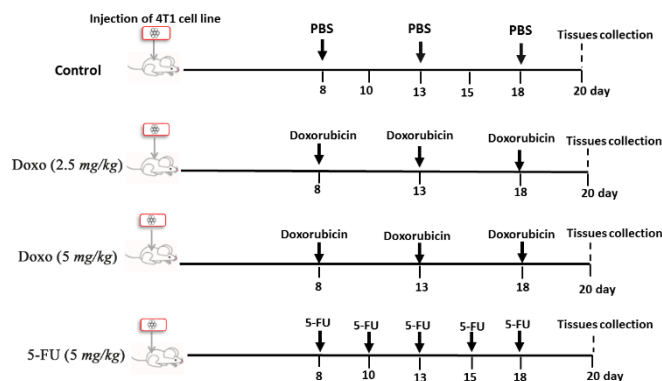 Injection of 4T1 cell line
PBS PBS PBS
Tissues collection
Control
8 10 13 15 18 20 day
Doxorubicin Doxorubicin Doxorubicin
Tissues collection
Doxo (2.5 mg/kg)
8 13 18 20 day
Doxorubicin Doxorubicin Doxorubicin
Tissues collection
Doxo (5 mg/kg)
8 13 18 20 day
5-FU 5-FU 5-FU 5-FU 5-FU
Tissues collection
5-FU (5 mg/kg)
8 10 13 15 18 20 day